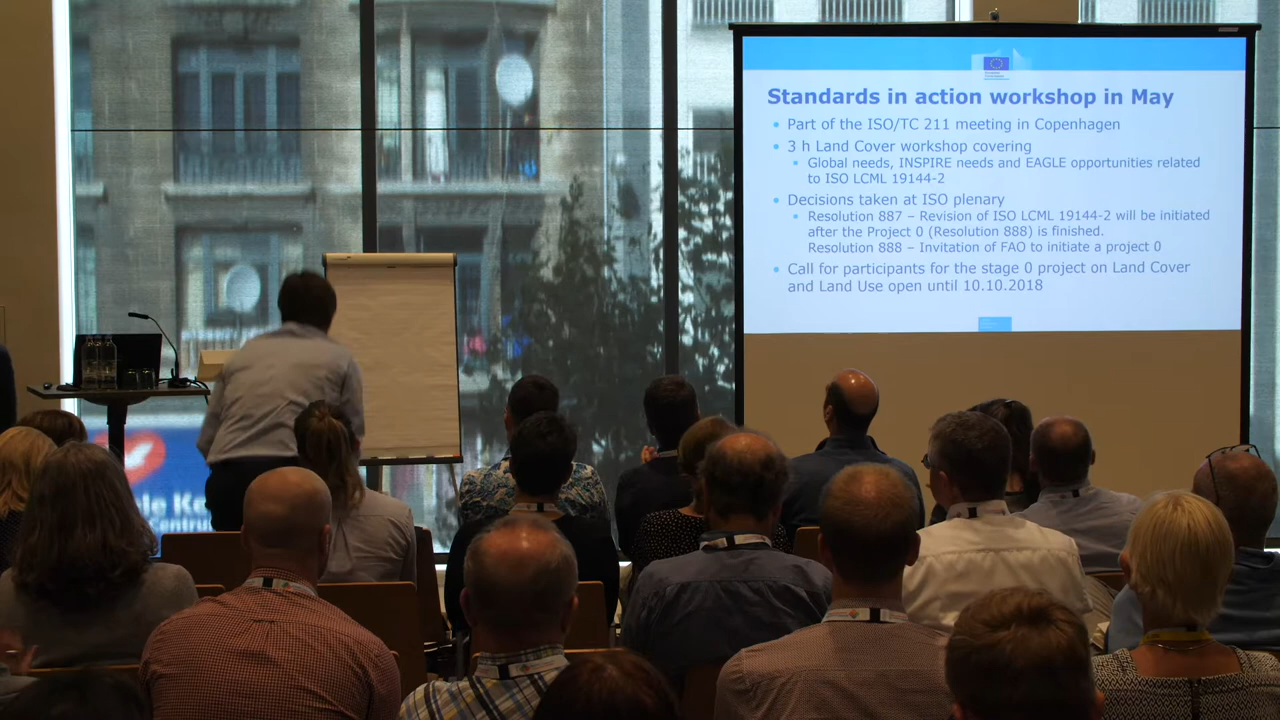 Standards in action workshop in May
• Part of the ISO/TC 211 meeting in Copenhagen
• 3 h Land Cover workshop covering
▪ Global needs, INSPIRE needs and EAGLE opportunities related
to ISO LCML 19144-2
• Decisions taken at ISO plenary
▪ Resolution 887 – Revision of ISO LCML 19144-2 will be initiated
after the Project 0 (Resolution 888) is finished.
Resolution 888 – Invitation of FAO to initiate a project 0
• Call for participants for the stage 0 project on Land Cover
and Land Use open until 10.10.2018